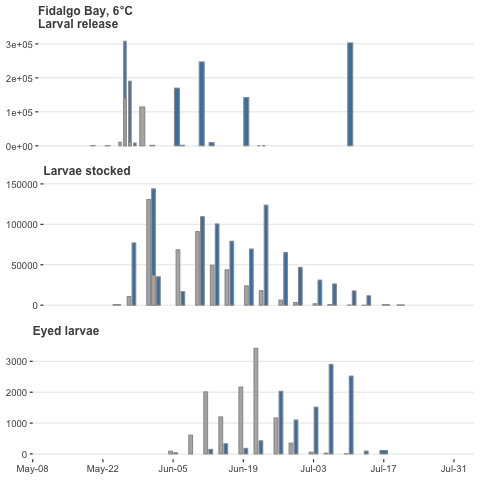 Fidalgo Bay, 6°C
Larval release
3e+05
2e+05
1e+05
0e+00
Larvae stocked
150000
100000
50000
0
Eyed larvae
3000
2000
1000
0
May-08 May-22 Jun-05 Jun-19 Jul-03 Jul-17 Jul-31